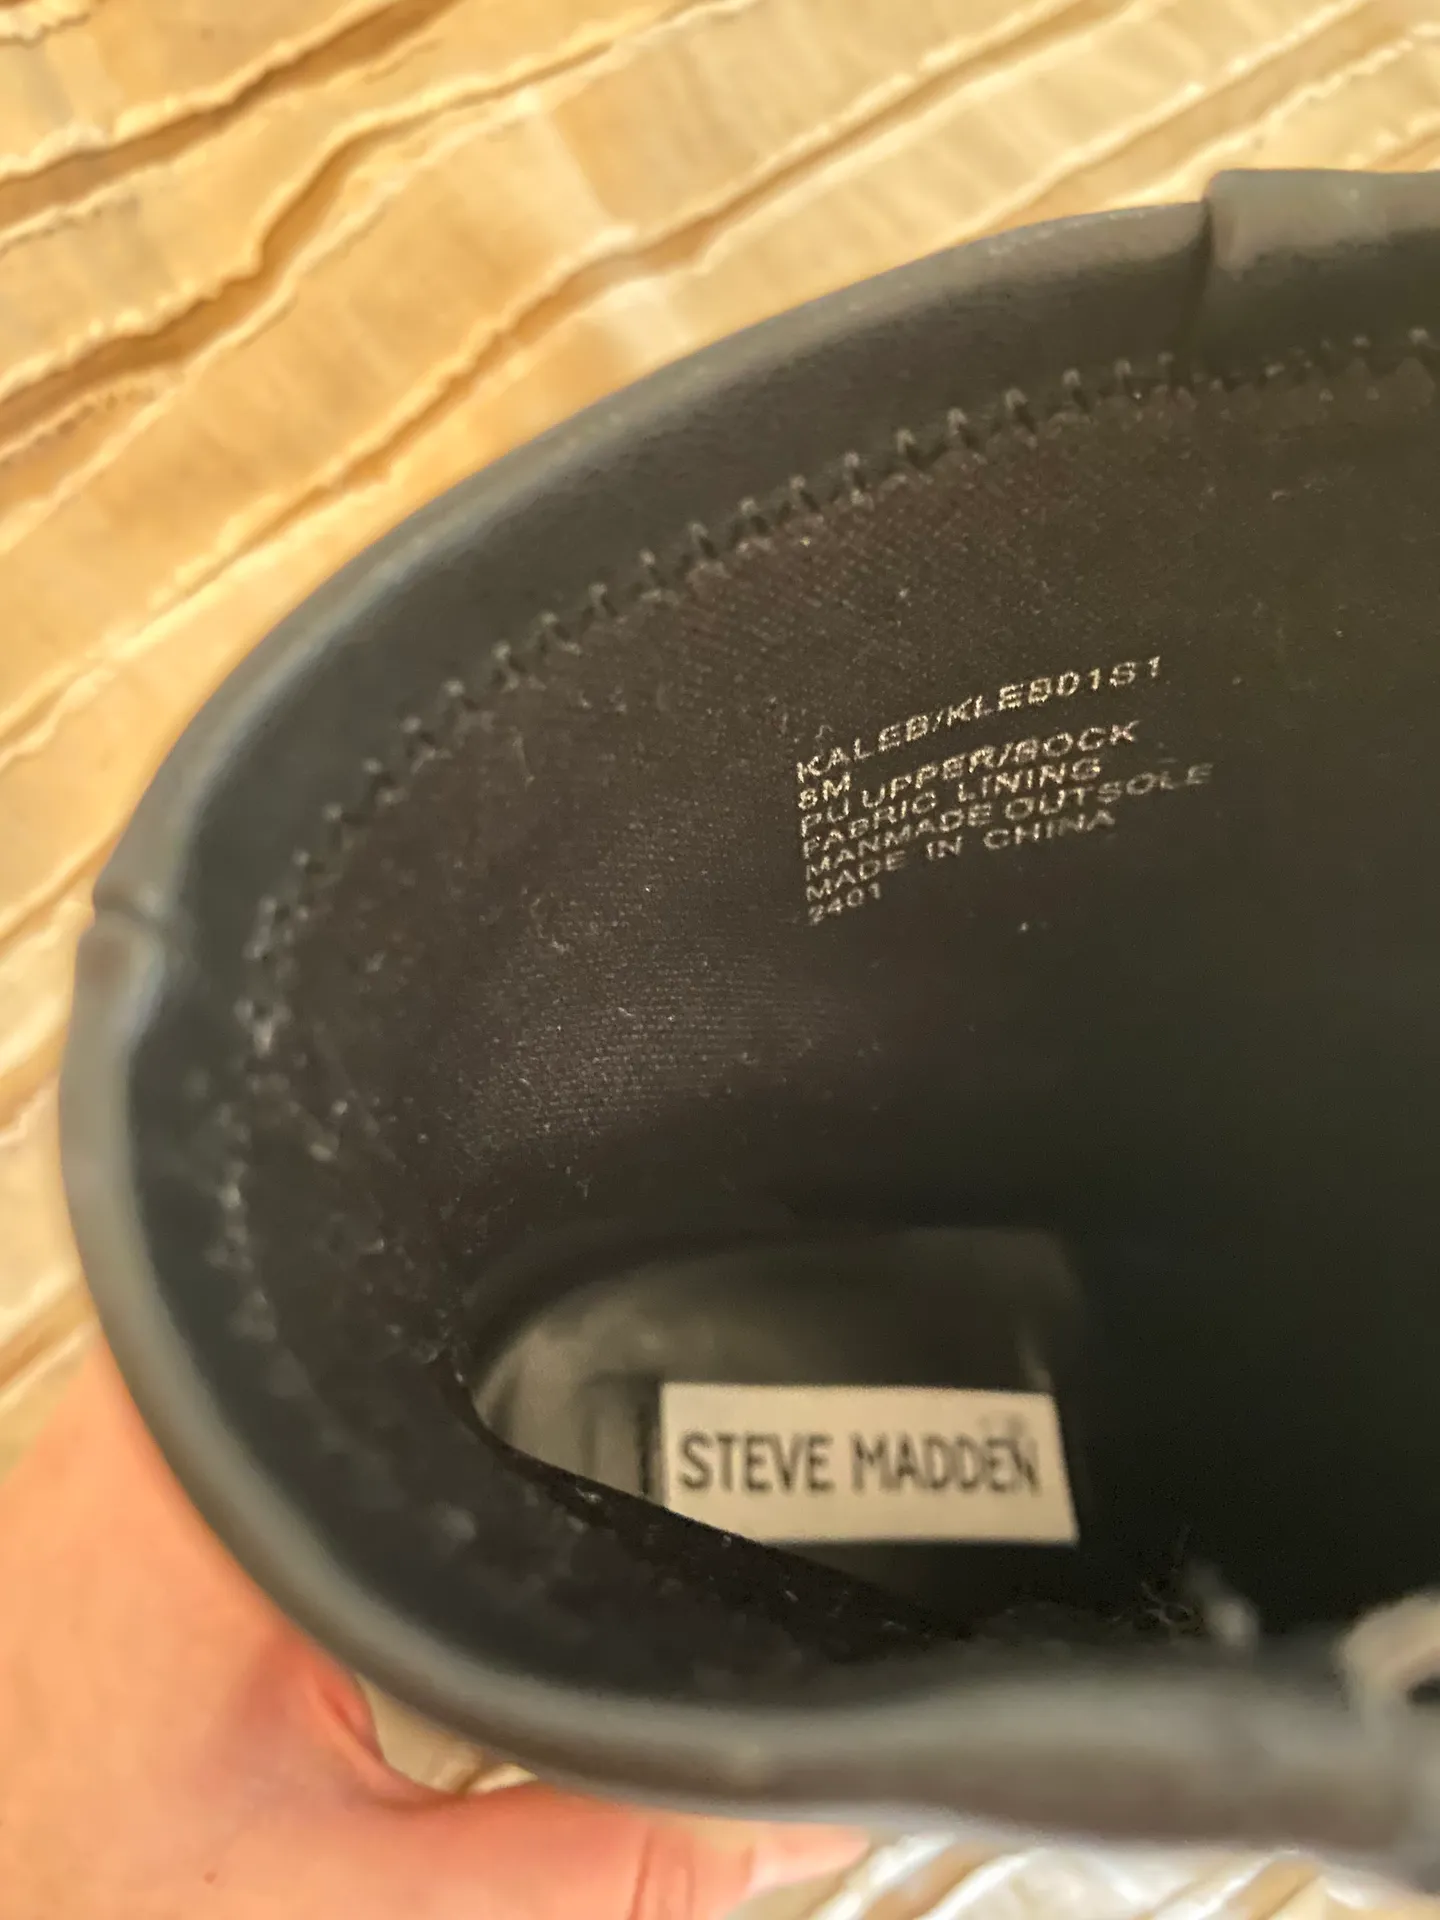 KALEB/KLEB01S1
8M
PU UPPER/SOCK
FABRIC LINING
MANMADE OUTSOLE
MADE IN CHINA
2401
STEVE MADDEN